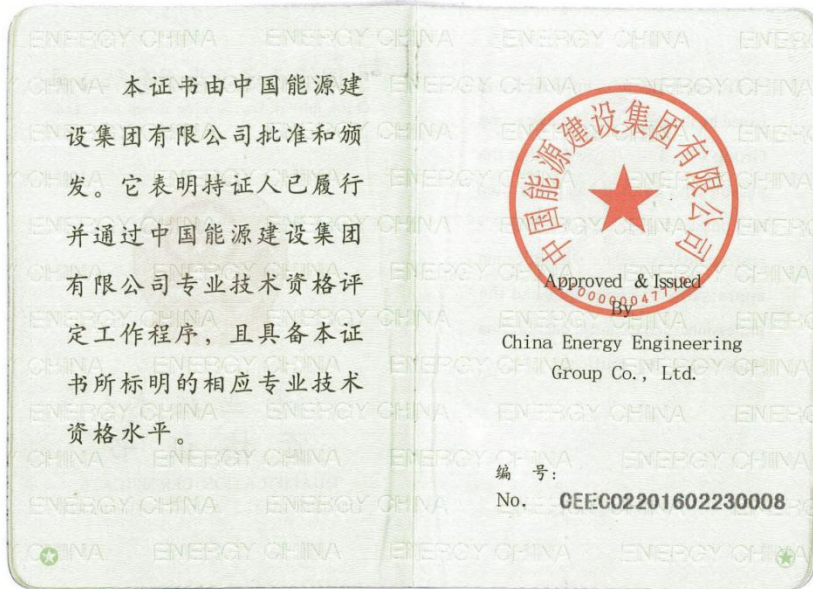 本证书由中国能源建
设集团有限公司批准和颁
发。它表明持证人已履行
并通过中国能源建设集团
有限公司专业技术资格评
定工作程序，且具备本证
书所标明的相应专业技术
资格水平。
中国能源建设集团有限公司
Approved & Issued
By
China Energy Engineering
Group Co., Ltd.
编 号：
No. CEEC02201602230008
ENERGY CHINA